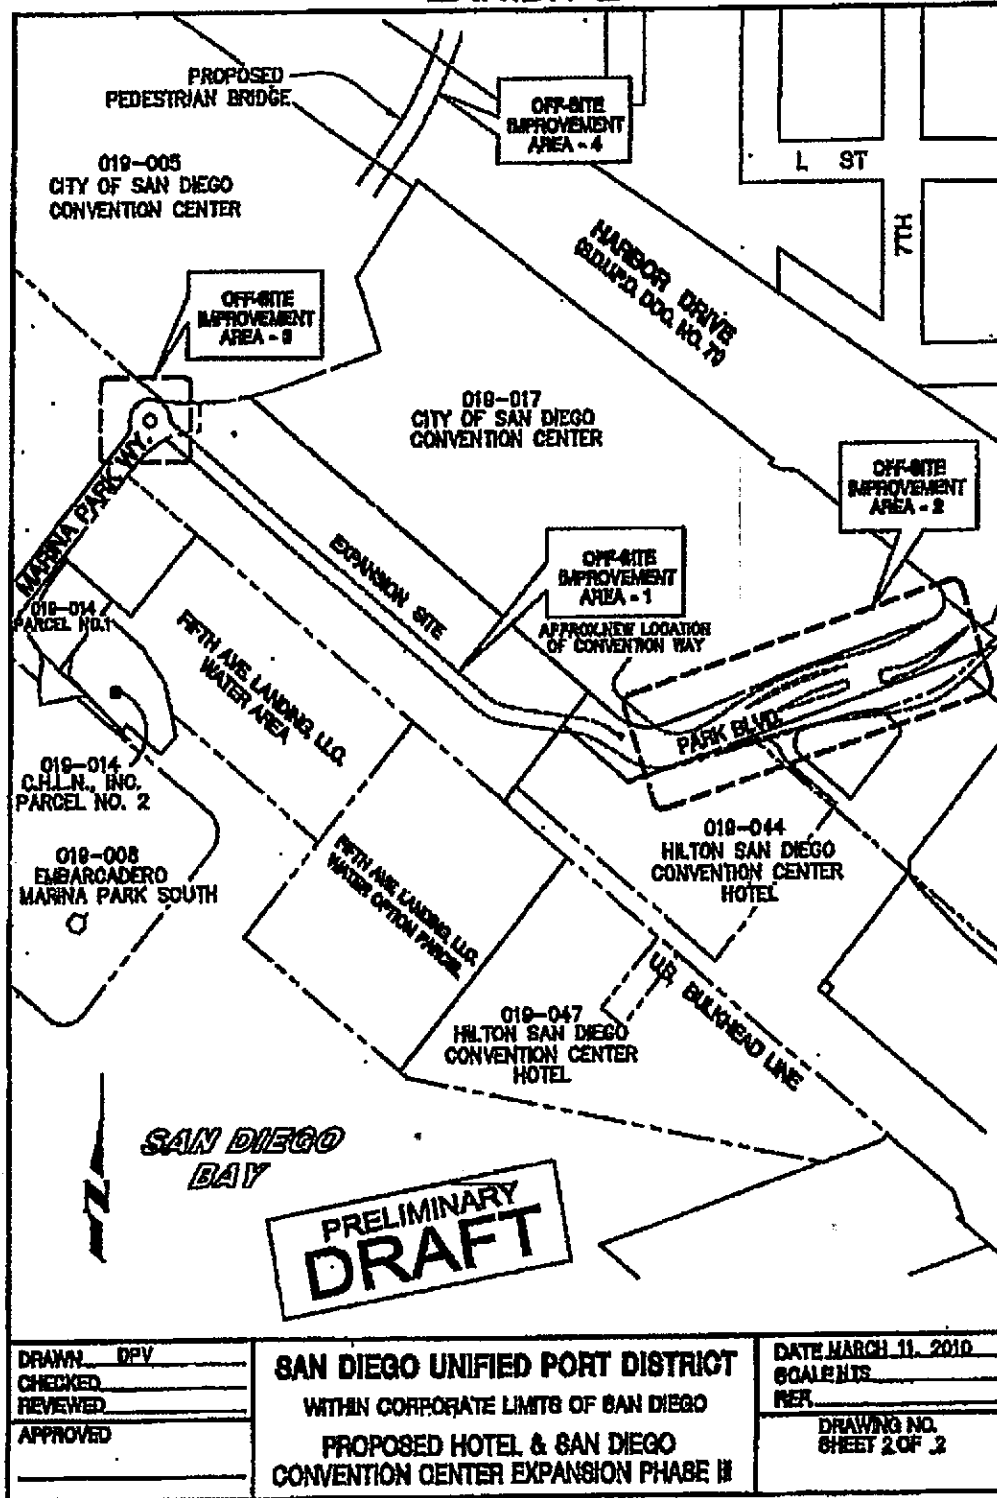 PROPOSED
PEDESTRIAN BRIDGE
OFF-SITE
IMPROVEMENT
AREA - 4
L ST
7TH
019-005
CITY OF SAN DIEGO
CONVENTION CENTER
HARBOR DRIVE
(S.D.U.P.D. DOC. NO. 71)
OFF-SITE
IMPROVEMENT
AREA - 3
019-017
CITY OF SAN DIEGO
CONVENTION CENTER
OFF-SITE
IMPROVEMENT
AREA - 2
MARINA PARK WY.
EXPANSION SITE
OFF-SITE
IMPROVEMENT
AREA - 1
APPROX. NEW LOCATION
OF CONVENTION WAY
019-014
PARCEL NO.1
FIFTH AVE. LANDING, LLC.
WATER AREA
PARK BLVD.
019-014
C.H.L.N., INC.
PARCEL NO. 2
019-008
EMBARCADERO
MARINA PARK SOUTH
FIFTH AVE. LANDING, LLC.
WATER OPTION PARCEL
019-044
HILTON SAN DIEGO
CONVENTION CENTER
HOTEL
U.S. BULKHEAD LINE
019-047
HILTON SAN DIEGO
CONVENTION CENTER
HOTEL
SAN DIEGO
BAY
PRELIMINARY
DRAFT
DRAWN DPV
CHECKED
REVIEWED
APPROVED
SAN DIEGO UNIFIED PORT DISTRICT
WITHIN CORPORATE LIMITS OF SAN DIEGO
PROPOSED HOTEL & SAN DIEGO
CONVENTION CENTER EXPANSION PHASE III
DATE MARCH 11, 2010
SCALE NTS
REF.
DRAWING NO.
SHEET 2 OF 2